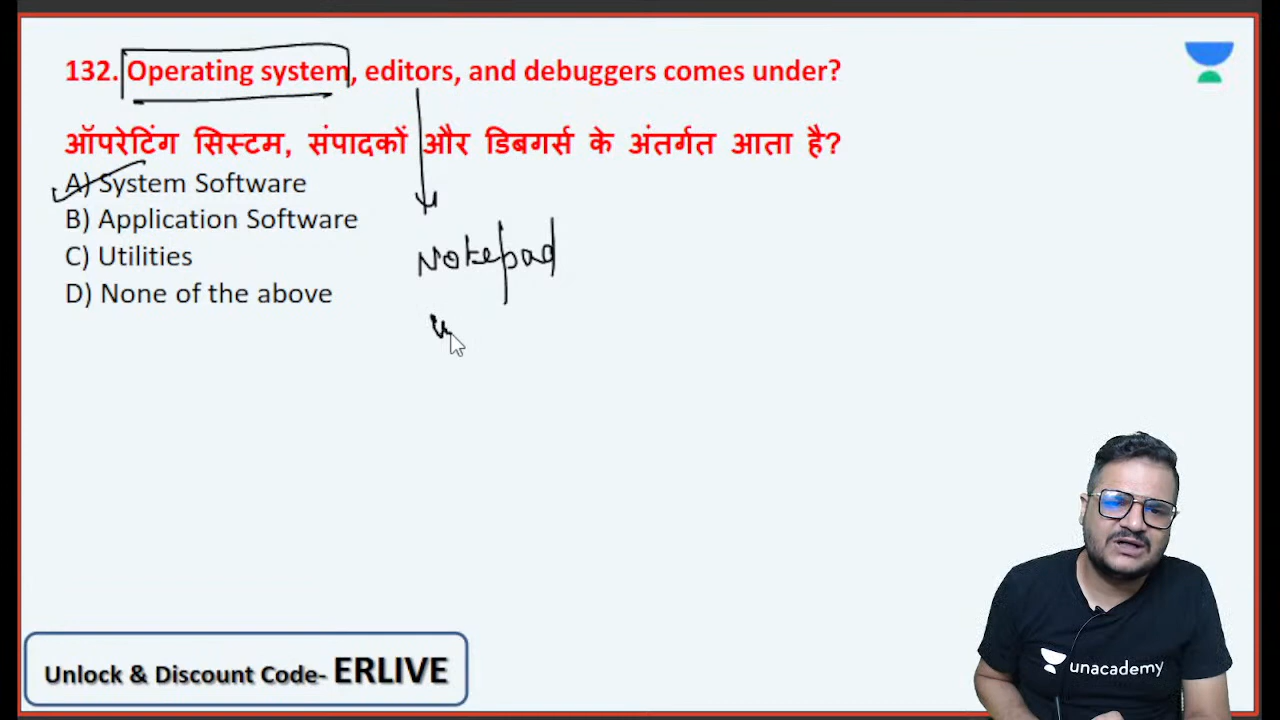 132. Operating system, editors, and debuggers comes under?
ऑपरेटिंग सिस्टम, संपादकों और डिबगर्स के अंतर्गत आता है?
A) System Software
B) Application Software
C) Utilities
D) None of the above
Notepad
unacademy
Unlock & Discount Code- ERLIVE